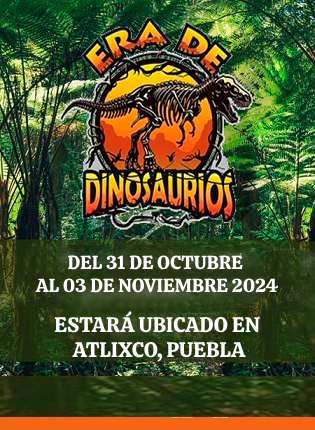 ERA DE
DINOSAURIOS
DEL 31 DE OCTUBRE
AL 03 DE NOVIEMBRE 2024
ESTARÁ UBICADO EN
ATLIXCO, PUEBLA